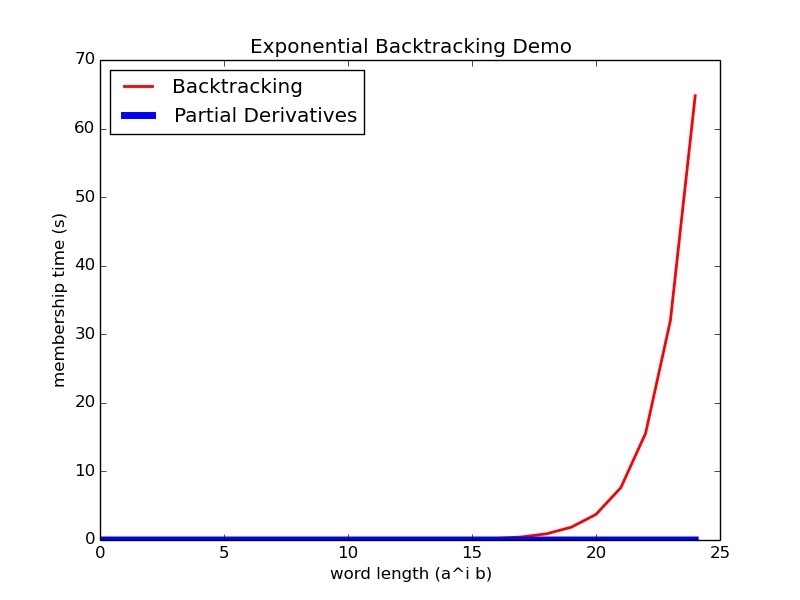 Exponential Backtracking Demo
Backtracking
Partial Derivatives
membership time (s)
70
60
50
40
30
20
10
0
0 5 10 15 20 25
word length (a^i b)